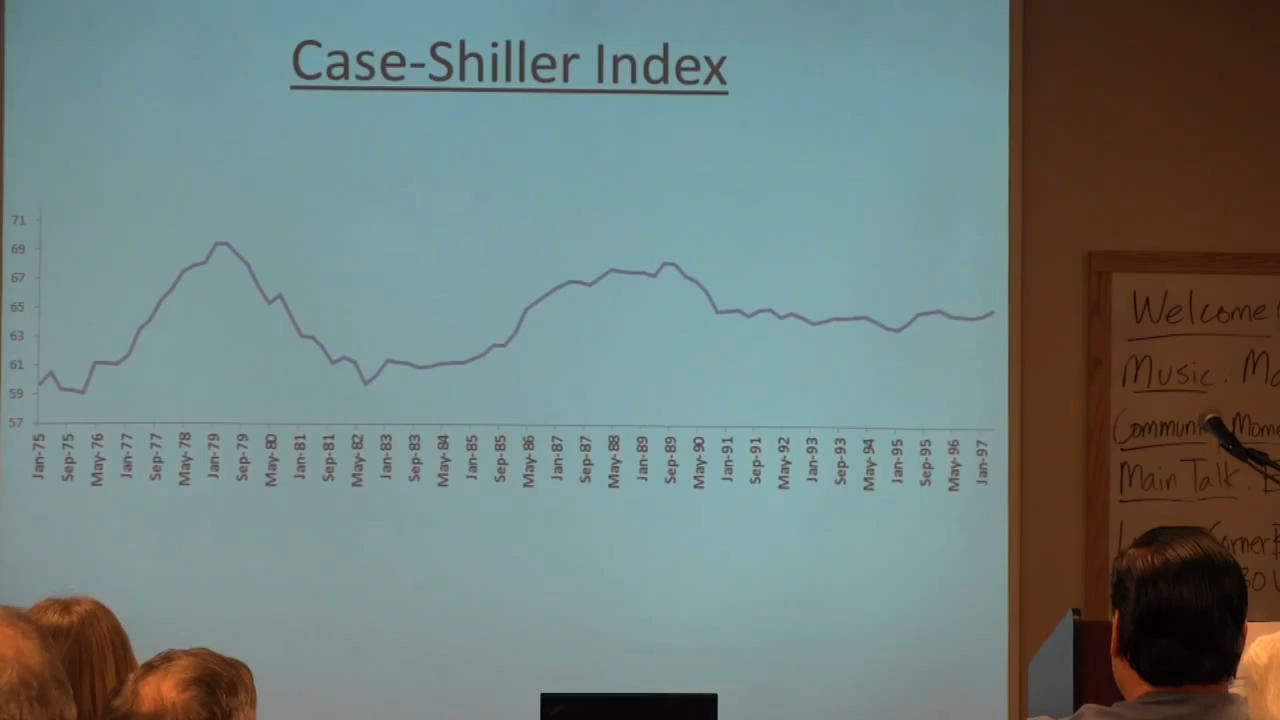 Case-Shiller Index
71
69
67
65
63
61
59
57
Jan-75
Sep-75
May-76
Jan-77
Sep-77
May-78
Jan-79
Sep-79
May-80
Jan-81
Sep-81
May-82
Jan-83
Sep-83
May-84
Jan-85
Sep-85
May-86
Jan-87
Sep-87
May-88
Jan-89
Sep-89
May-90
Jan-91
Sep-91
May-92
Jan-93
Sep-93
May-94
Jan-95
Sep-95
May-96
Jan-97
Welcome
Music.
Main Talk.